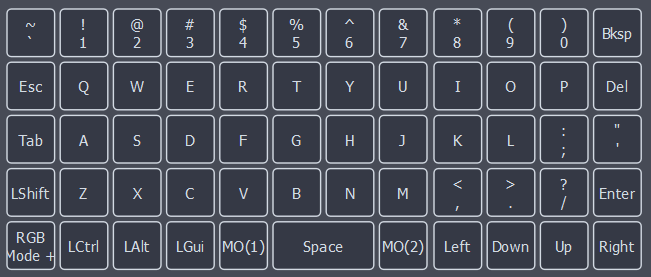 ~ ! @ # $ % ^ & * ( )
` 1 2 3 4 5 6 7 8 9 0 Bksp
Esc Q W E R T Y U I O P Del
Tab A S D F G H J K L : "
; '
LShift Z X C V B N M < > ?
, . / Enter
RGB
Mode + LCtrl LAlt LGui MO(1) Space MO(2) Left Down Up Right